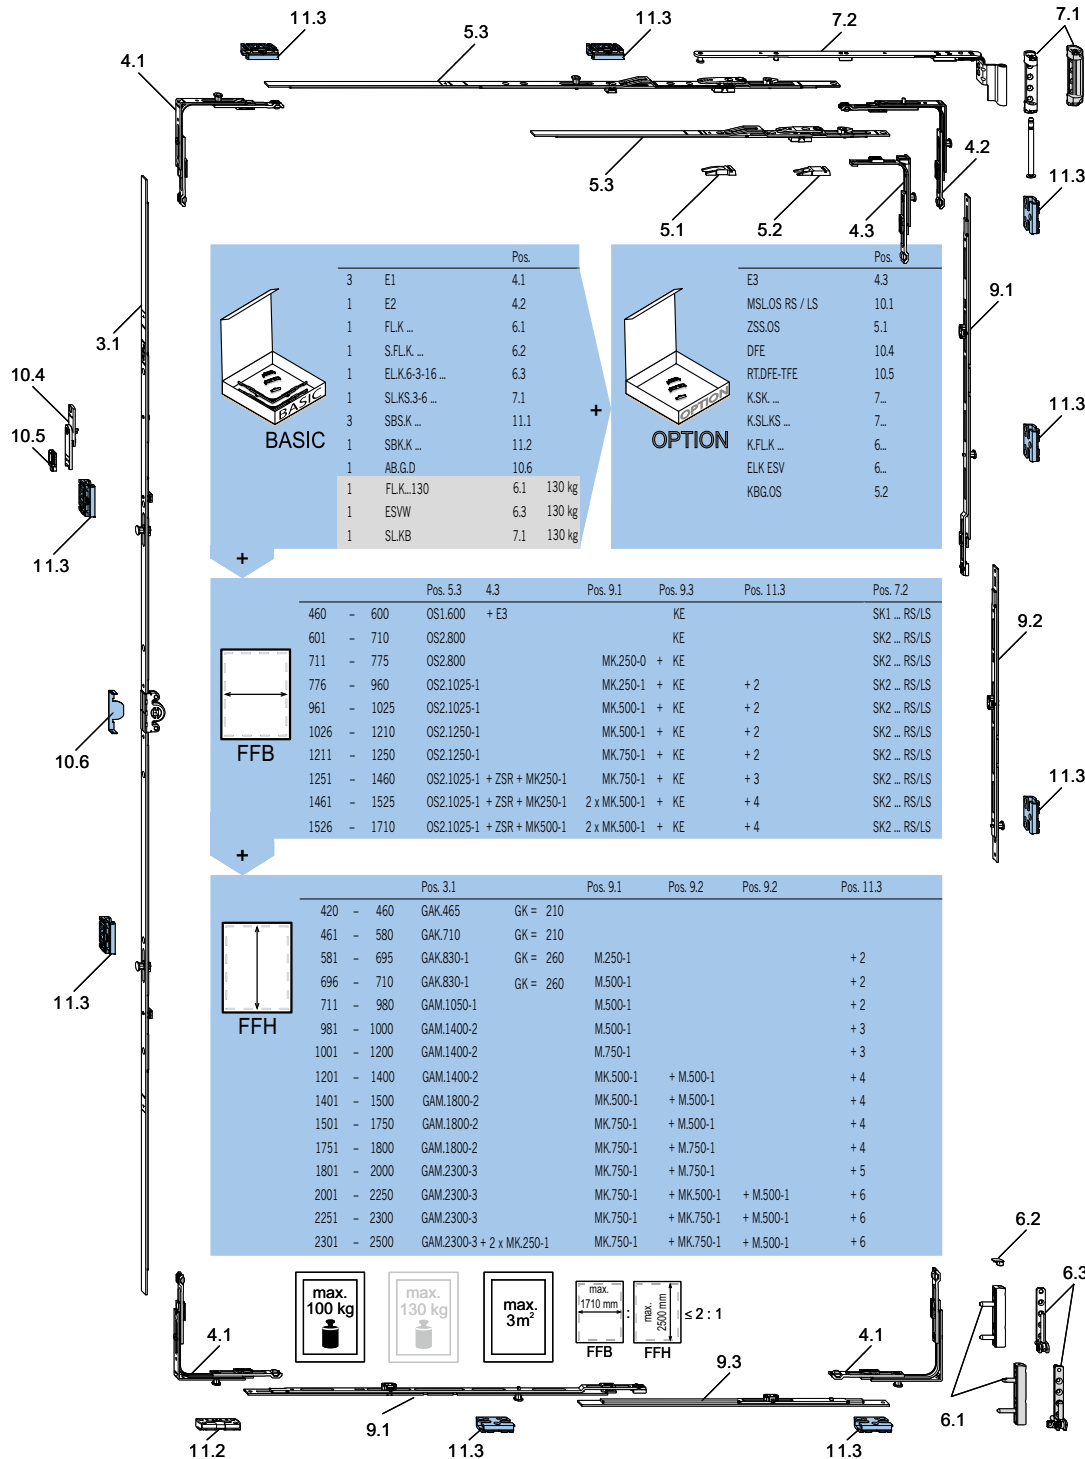 11.3
11.3
7.2
7.1
5.3
4.1
4.2
5.3
11.3
5.1
5.2
4.3
3.1
9.1
10.4
10.5
11.3
11.3
10.6
9.2
11.3
11.3
Pos.
3 E1 4.1
1 E2 4.2
1 FL.K ... 6.1
1 S.FL.K. ... 6.2
1 EL.K.6-3-16 ... 6.3
1 SL.KS.3-6 ... 7.1
3 SBS.K ... 11.1
1 SBK.K ... 11.2
1 AB.G.D 10.6
1 FL.K...130 6.1 130 kg
1 ESVW 6.3 130 kg
1 SL.KB 7.1 130 kg
BASIC
BASIC
+
Pos.
E3 4.3
MSL.OS RS / LS 10.1
ZSS.OS 5.1
DFE 10.4
RT.DFE-TFE 10.5
K.SK. ... 7...
K.SL.KS ... 7...
K.FL.K ... 6...
ELK ESV 6...
KBG.OS 5.2
OPTION
OPTION
+
Pos. 5.3 4.3 Pos. 9.1 Pos. 9.3 Pos. 11.3 Pos. 7.2
460 – 600 OS1.600 + E3 KE SK1 ... RS/LS
601 – 710 OS2.800 KE SK2 ... RS/LS
711 – 775 OS2.800 MK.250-0 + KE SK2 ... RS/LS
776 – 960 OS2.1025-1 MK.250-1 + KE + 2 SK2 ... RS/LS
961 – 1025 OS2.1025-1 MK.500-1 + KE + 2 SK2 ... RS/LS
1026 – 1210 OS2.1250-1 MK.500-1 + KE + 2 SK2 ... RS/LS
1211 – 1250 OS2.1250-1 MK.750-1 + KE + 2 SK2 ... RS/LS
1251 – 1460 OS2.1025-1 + ZSR + MK250-1 MK.750-1 + KE + 3 SK2 ... RS/LS
1461 – 1525 OS2.1025-1 + ZSR + MK250-1 2 x MK.500-1 + KE + 4 SK2 ... RS/LS
1526 – 1710 OS2.1025-1 + ZSR + MK500-1 2 x MK.500-1 + KE + 4 SK2 ... RS/LS
FFB
+
Pos. 3.1 Pos. 9.1 Pos. 9.2 Pos. 9.2 Pos. 11.3
420 – 460 GAK.465 GK = 210
461 – 580 GAK.710 GK = 210
581 – 695 GAK.830-1 GK = 260 M.250-1 + 2
696 – 710 GAK.830-1 GK = 260 M.500-1 + 2
711 – 980 GAM.1050-1 M.500-1 + 2
981 – 1000 GAM.1400-2 M.500-1 + 3
1001 – 1200 GAM.1400-2 M.750-1 + 3
1201 – 1400 GAM.1400-2 MK.500-1 + M.500-1 + 4
1401 – 1500 GAM.1800-2 MK.500-1 + M.500-1 + 4
1501 – 1750 GAM.1800-2 MK.750-1 + M.500-1 + 4
1751 – 1800 GAM.1800-2 MK.750-1 + M.750-1 + 4
1801 – 2000 GAM.2300-3 MK.750-1 + M.750-1 + 5
2001 – 2250 GAM.2300-3 MK.750-1 + MK.500-1 + M.500-1 + 6
2251 – 2300 GAM.2300-3 MK.750-1 + MK.750-1 + M.500-1 + 6
2301 – 2500 GAM.2300-3 + 2 x MK.250-1 MK.750-1 + MK.750-1 + M.500-1 + 6
FFH
11.3
6.2
6.3
max.
100 kg
max.
130 kg
max.
3m²
max.
1710 mm
FFB
:
max.
2500 mm
FFH
≤ 2 : 1
4.1
4.1
9.3
9.1
6.1
11.2
11.3
11.3